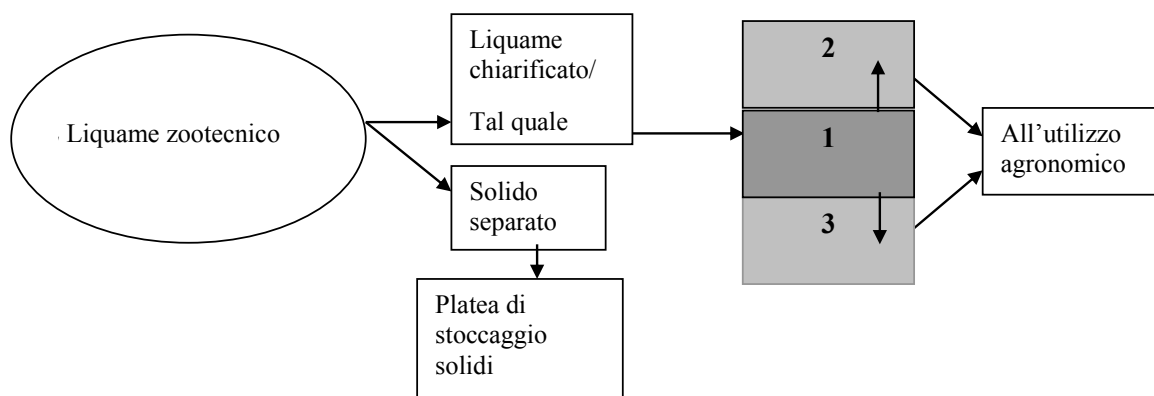 Liquame zootecnico
Liquame
chiarificato/
Tal quale
Solido
separato
Platea di
stoccaggio
solidi
2
1
3
All'utilizzo
agronomico